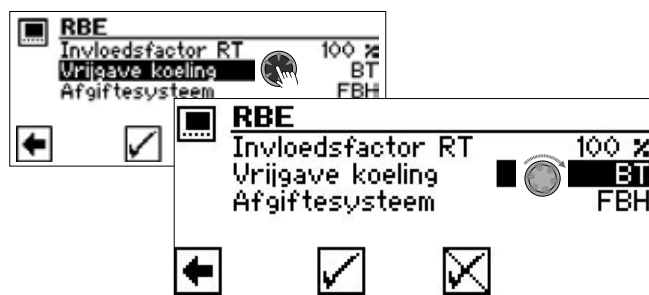 RBE
Invloedsfactor RT 100 %
Vrijgave koeling BT
Afgiftesysteem FBH
RBE
Invloedsfactor RT 100 %
Vrijgave koeling BT
Afgiftesysteem FBH